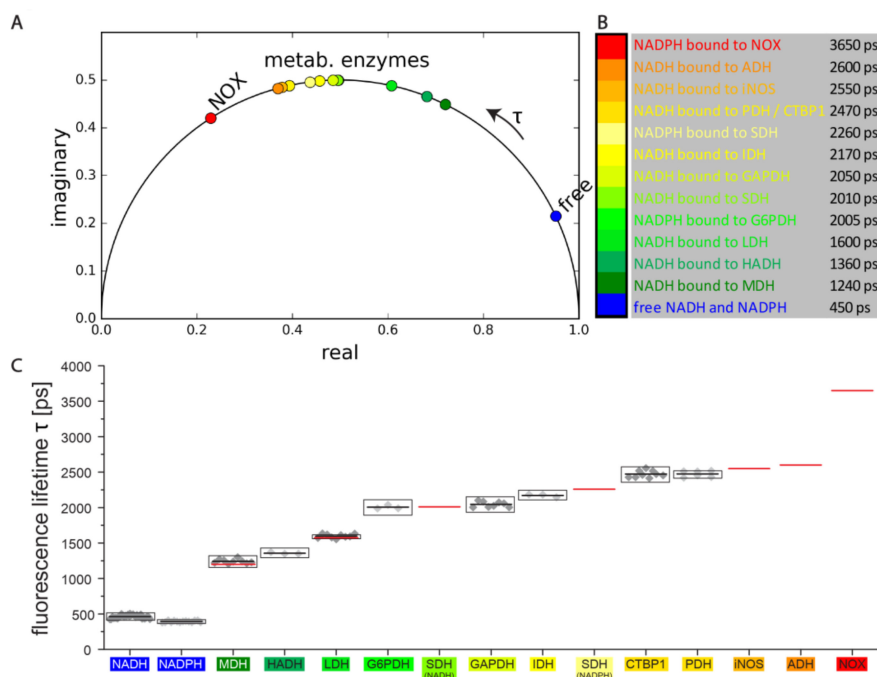 A
metab. enzymes
NOX
τ
free
imaginary
0.5
0.4
0.3
0.2
0.1
0.0
0.0 0.2 0.4 0.6 0.8 1.0
real
B
NADPH bound to NOX 3650 ps
NADH bound to ADH 2600 ps
NADH bound to iNOS 2550 ps
NADH bound to PDH / CTBP1 2470 ps
NADPH bound to SDH 2260 ps
NADH bound to IDH 2170 ps
NADH bound to GAPDH 2050 ps
NADH bound to SDH 2010 ps
NADPH bound to G6PDH 2005 ps
NADH bound to LDH 1600 ps
NADH bound to HADH 1360 ps
NADH bound to MDH 1240 ps
free NADH and NADPH 450 ps
C
fluorescence lifetime τ [ps]
4000
3500
3000
2500
2000
1500
1000
500
0
NADH NADPH MDH HADH LDH G6PDH SDH GAPDH IDH SDH CTBP1 PDH iNOS ADH NOX
(NADH) (NADPH)